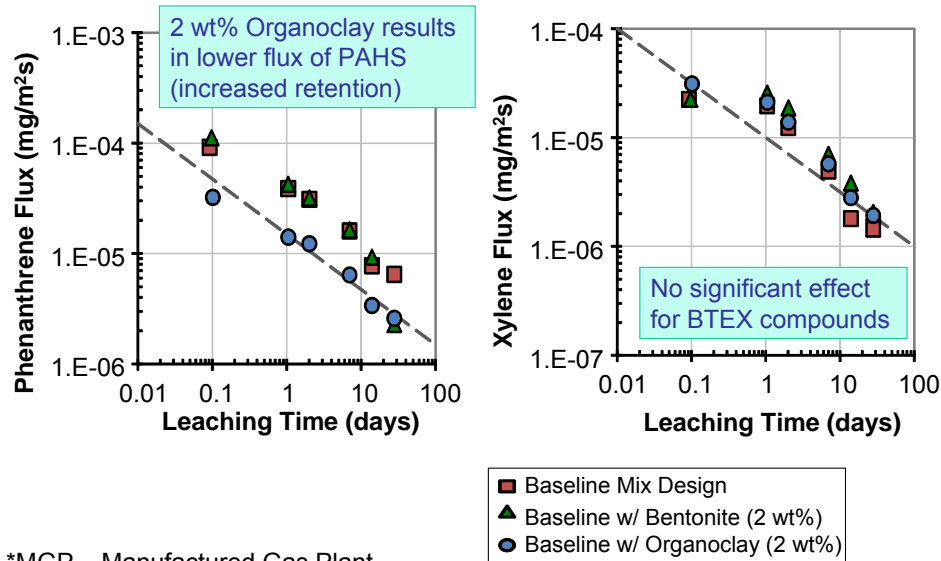 2 wt% Organoclay results
in lower flux of PAHS
(increased retention)
Phenanthrene Flux (mg/m²s)
1.E-03
1.E-04
1.E-05
1.E-06
0.01 0.1 1 10 100
Leaching Time (days)
Xylene Flux (mg/m²s)
1.E-04
1.E-05
1.E-06
1.E-07
No significant effect
for BTEX compounds
0.01 0.1 1 10 100
Leaching Time (days)
Baseline Mix Design
Baseline w/ Bentonite (2 wt%)
Baseline w/ Organoclay (2 wt%)